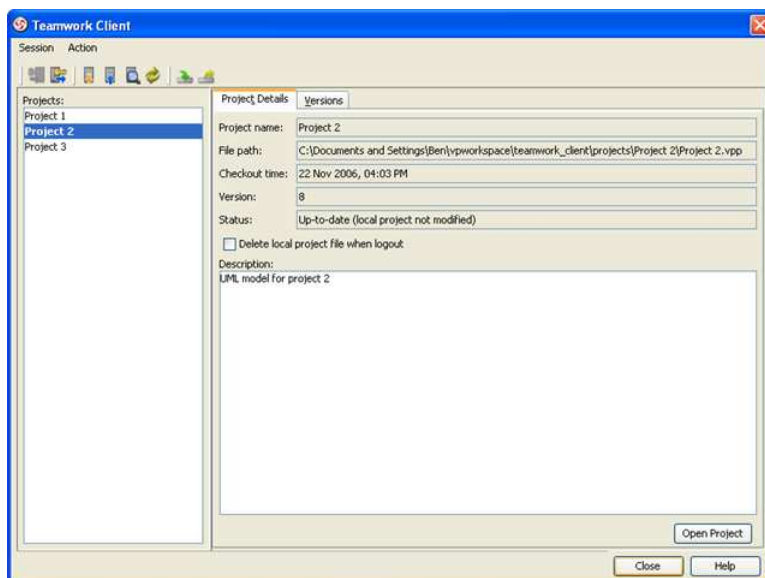 Teamwork Client
Session Action
Projects:
Project 1
Project 2
Project 3
Project Details Versions
Project name: Project 2
File path: C:\Documents and Settings\Ben\vpworkspace\teamwork_client\projects\Project 2\Project 2.vpp
Checkout time: 22 Nov 2006, 04:03 PM
Version: 8
Status: Up-to-date (local project not modified)
Delete local project file when logout
Description:
UML model for project 2
Open Project
Close Help